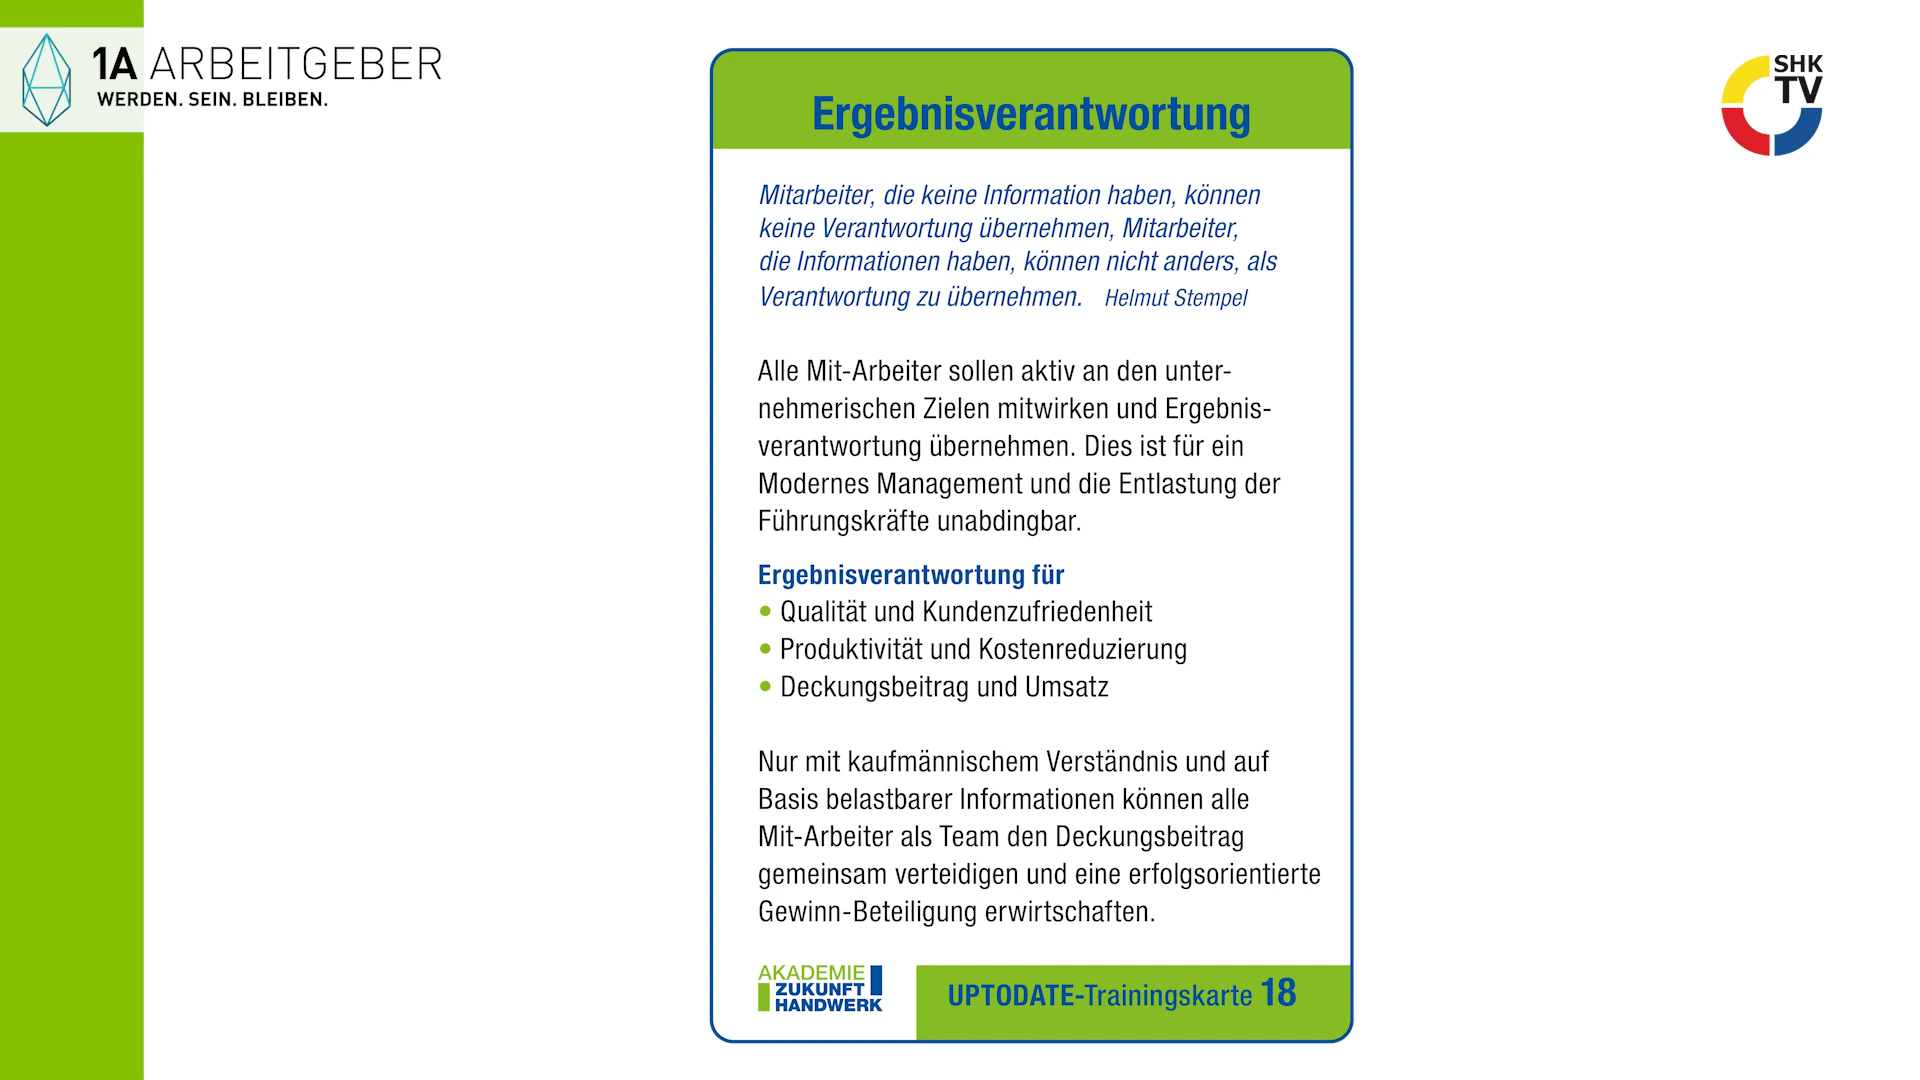 1A ARBEITGEBER
WERDEN. SEIN. BLEIBEN.
SHK
TV
Ergebnisverantwortung
Mitarbeiter, die keine Information haben, können
keine Verantwortung übernehmen, Mitarbeiter,
die Informationen haben, können nicht anders, als
Verantwortung zu übernehmen. Helmut Stempel
Alle Mit-Arbeiter sollen aktiv an den unter-
nehmerischen Zielen mitwirken und Ergebnis-
verantwortung übernehmen. Dies ist für ein
Modernes Management und die Entlastung der
Führungskräfte unabdingbar.
Ergebnisverantwortung für
• Qualität und Kundenzufriedenheit
• Produktivität und Kostenreduzierung
• Deckungsbeitrag und Umsatz
Nur mit kaufmännischem Verständnis und auf
Basis belastbarer Informationen können alle
Mit-Arbeiter als Team den Deckungsbeitrag
gemeinsam verteidigen und eine erfolgsorientierte
Gewinn-Beteiligung erwirtschaften.
AKADEMIE
ZUKUNFT
HANDWERK
UPTODATE-Trainingskarte 18